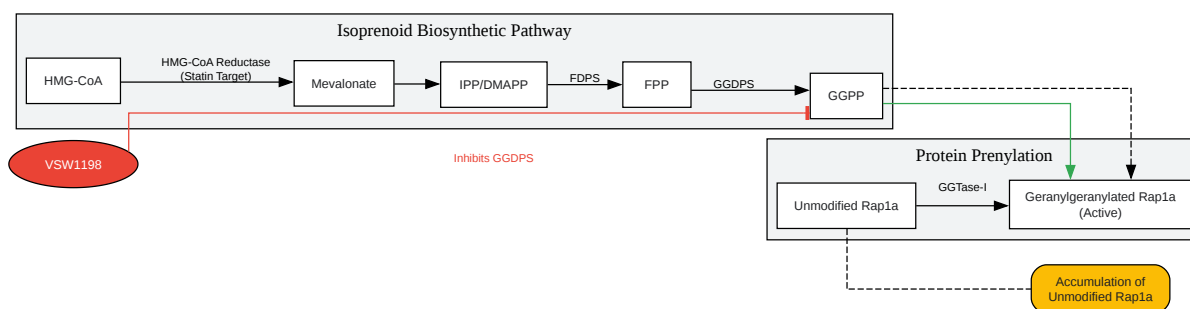 Isoprenoid Biosynthetic Pathway
HMG-CoA
HMG-CoA Reductase
(Statin Target)
Mevalonate
IPP/DMAPP
FDPS
FPP
GGDPS
GGPP
VSW1198
Inhibits GGDPS
Protein Prenylation
Unmodified Rap1a
GGTase-I
Geranylgeranylated Rap1a
(Active)
Accumulation of
Unmodified Rap1a